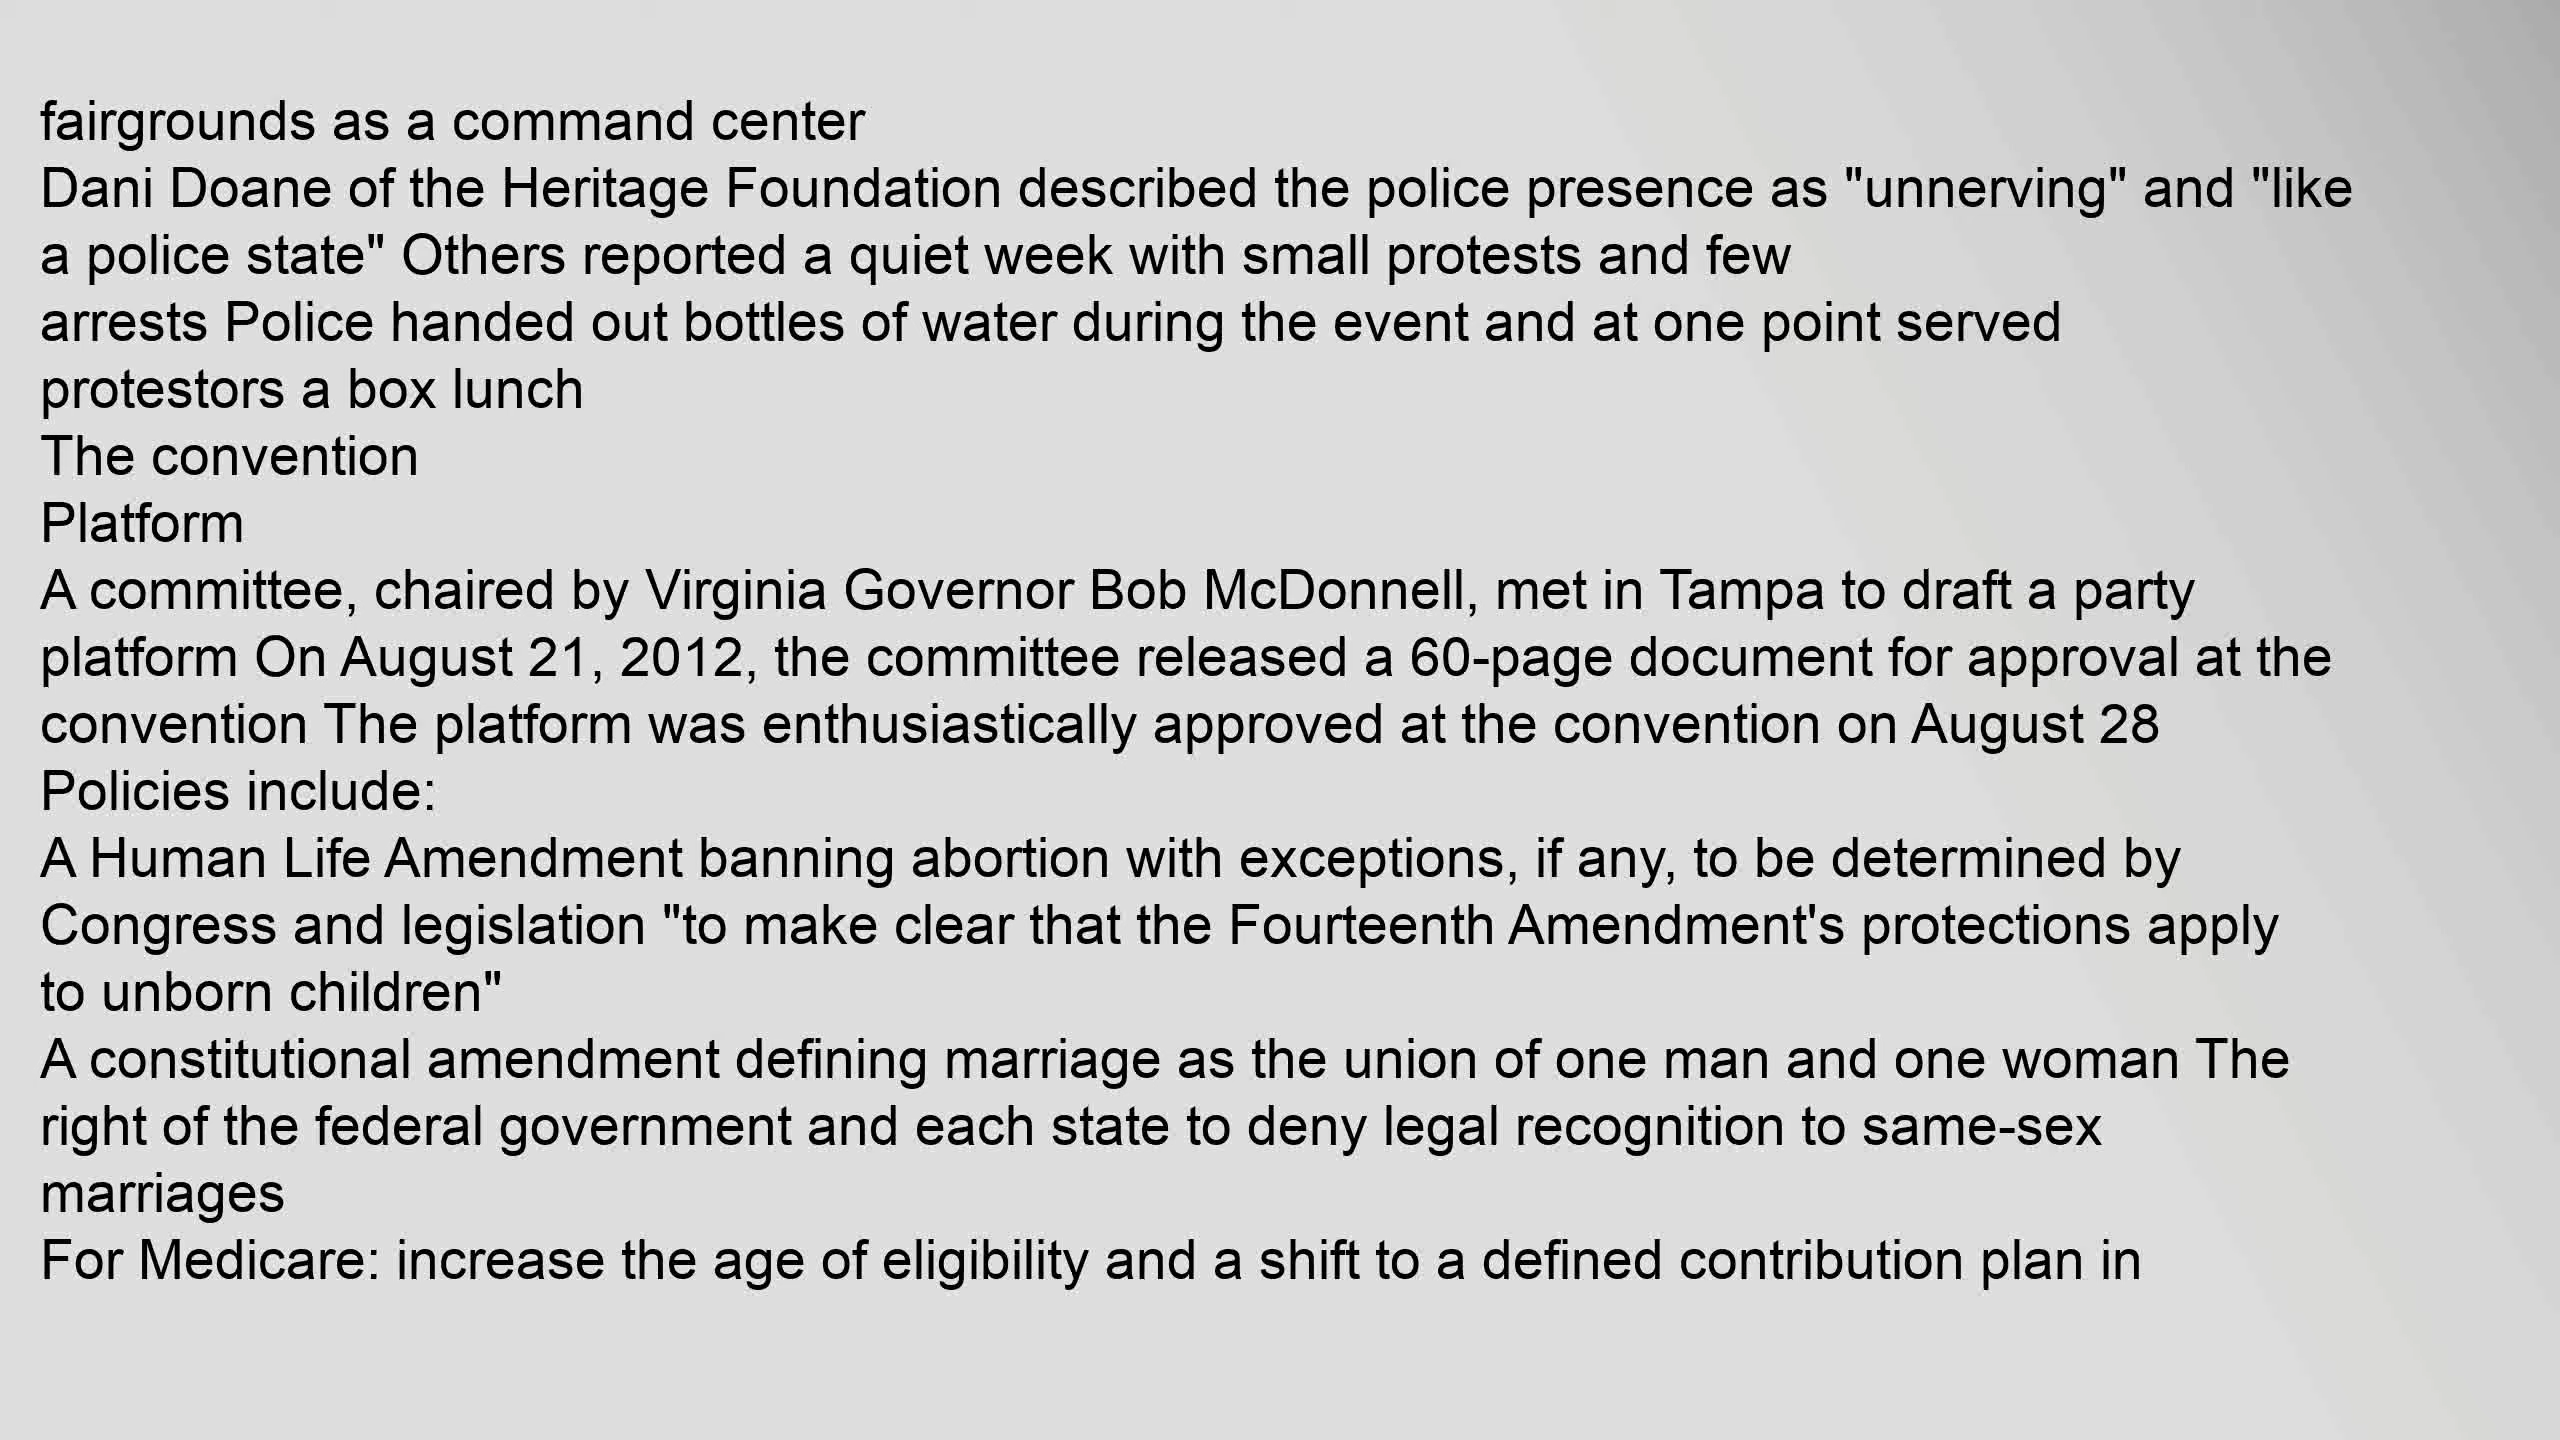 fairgrounds as a command center
Dani Doane of the Heritage Foundation described the police presence as "unnerving" and "like
a police state" Others reported a quiet week with small protests and few
arrests Police handed out bottles of water during the event and at one point served
protestors a box lunch
The convention
Platform
A committee, chaired by Virginia Governor Bob McDonnell, met in Tampa to draft a party
platform On August 21, 2012, the committee released a 60-page document for approval at the
convention The platform was enthusiastically approved at the convention on August 28
Policies include:
A Human Life Amendment banning abortion with exceptions, if any, to be determined by
Congress and legislation "to make clear that the Fourteenth Amendment's protections apply
to unborn children"
A constitutional amendment defining marriage as the union of one man and one woman The
right of the federal government and each state to deny legal recognition to same-sex
marriages
For Medicare: increase the age of eligibility and a shift to a defined contribution plan in